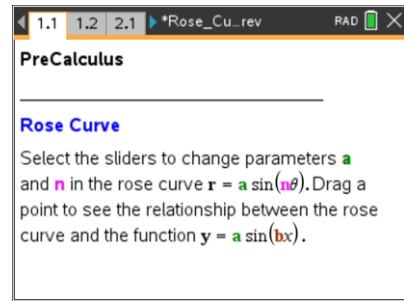 1.1 1.2 2.1 *Rose_Cu...rev RAD
PreCalculus
Rose Curve
Select the sliders to change parameters a
and n in the rose curve r = a sin(nθ). Drag a
point to see the relationship between the rose
curve and the function y = a sin(bx).